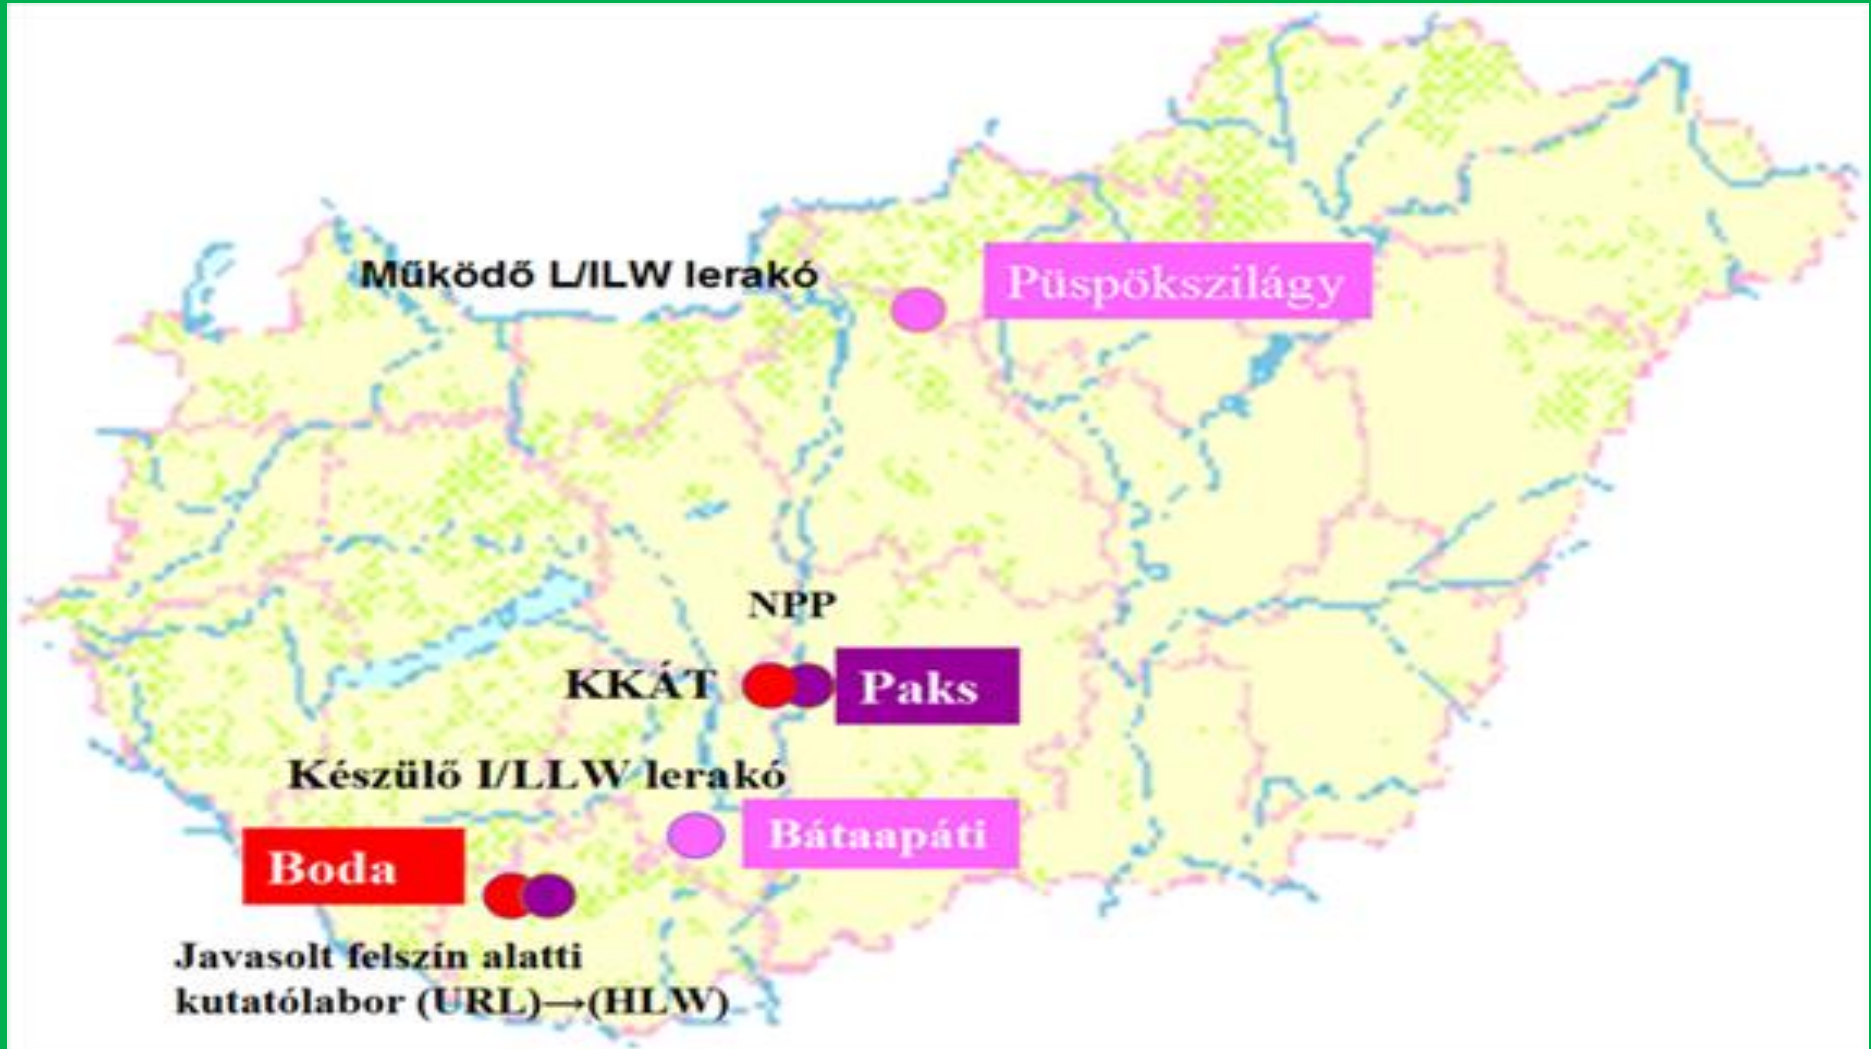 Működő L/ILW lerakó
Püspökszilágy
NPP
KKÁT
Paks
Készülő I/LLW lerakó
Bátaapáti
Boda
Javasolt felszín alatti
kutatólabor (URL)→(HLW)